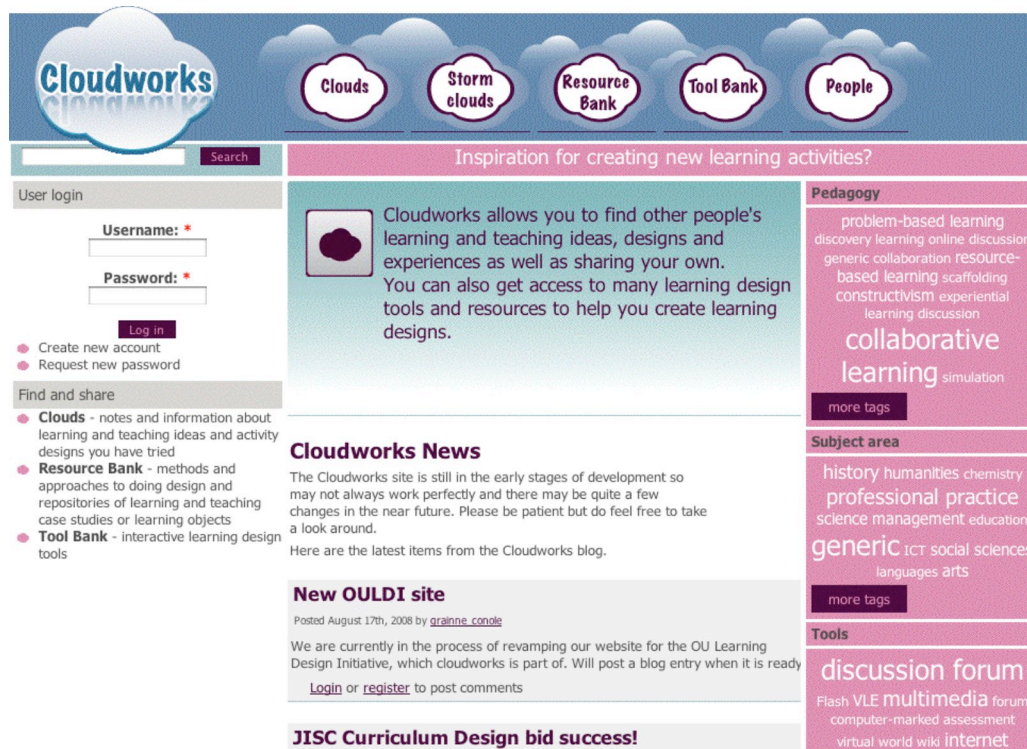 Cloudworks
Clouds
Storm
clouds
Resource
Bank
Tool Bank
People
Search
Inspiration for creating new learning activities?
User login
Username: *
Password: *
Log in
Create new account
Request new password
Find and share
Clouds - notes and information about
learning and teaching ideas and activity
designs you have tried
Resource Bank - methods and
approaches to doing design and
repositories of learning and teaching
case studies or learning objects
Tool Bank - interactive learning design
tools
Cloudworks allows you to find other people's
learning and teaching ideas, designs and
experiences as well as sharing your own.
You can also get access to many learning design
tools and resources to help you create learning
designs.
Cloudworks News
The Cloudworks site is still in the early stages of development so
may not always work perfectly and there may be quite a few
changes in the near future. Please be patient but do feel free to take
a look around.
Here are the latest items from the Cloudworks blog.
New OULDI site
Posted August 17th, 2008 by grainne_conole
We are currently in the process of revamping our website for the OU Learning
Design Initiative, which cloudworks is part of. Will post a blog entry when it is ready
Login or register to post comments
JISC Curriculum Design bid success!
Pedagogy
problem-based learning
discovery learning online discussion
generic collaboration resource-
based learning scaffolding
constructivism experiential
learning discussion
collaborative
learning simulation
more tags
Subject area
history humanities chemistry
professional practice
science management education
generic ICT social sciences
languages arts
more tags
Tools
discussion forum
Flash VLE multimedia forum
computer-marked assessment
virtual world wiki internet